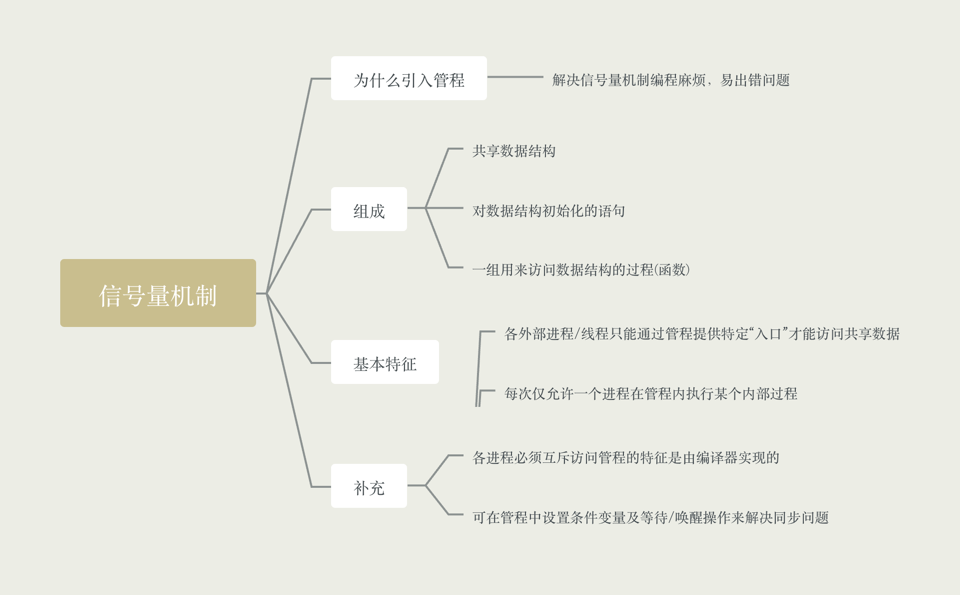 信号量机制
为什么引入管程
解决信号量机制编程麻烦，易出错问题
组成
共享数据结构
对数据结构初始化的语句
一组用来访问数据结构的过程(函数)
基本特征
各外部进程/线程只能通过管程提供特定“入口”才能访问共享数据
每次仅允许一个进程在管程内执行某个内部过程
补充
各进程必须互斥访问管程的特征是由编译器实现的
可在管程中设置条件变量及等待/唤醒操作来解决同步问题